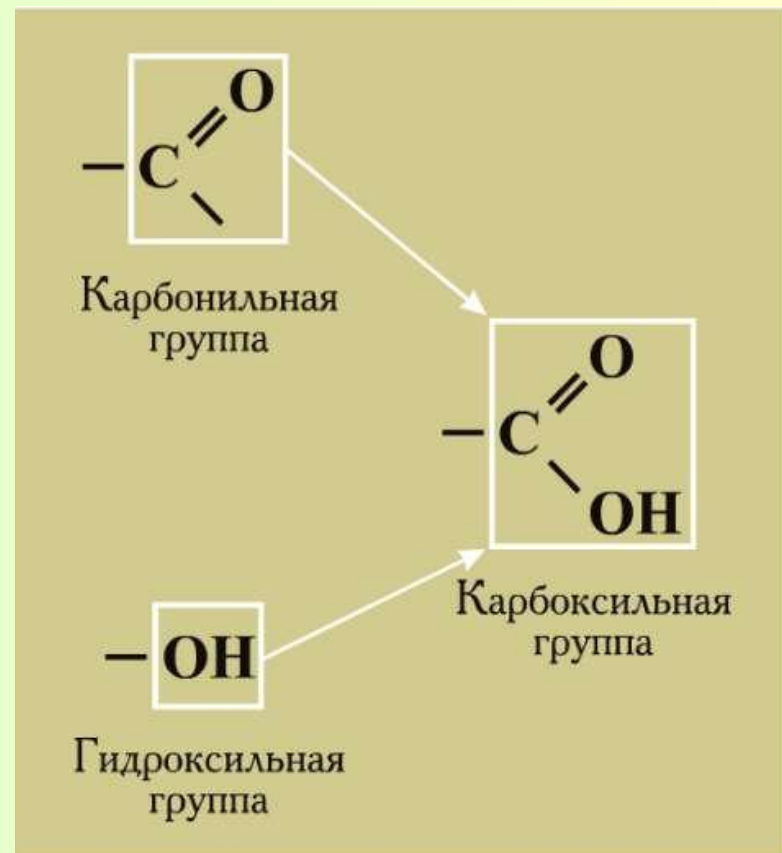 O
– C
Карбонильная
группа
O
– C
OH
Карбоксильная
группа
– OH
Гидроксильная
группа